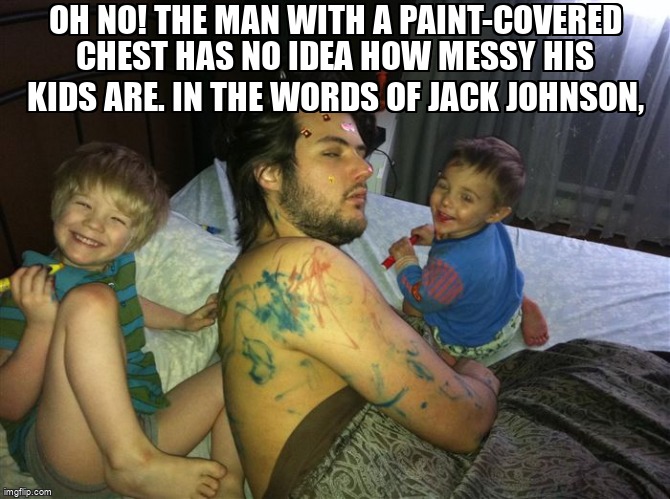 OH NO! THE MAN WITH A PAINT-COVERED
CHEST HAS NO IDEA HOW MESSY HIS
KIDS ARE. IN THE WORDS OF JACK JOHNSON,
imgflip.com